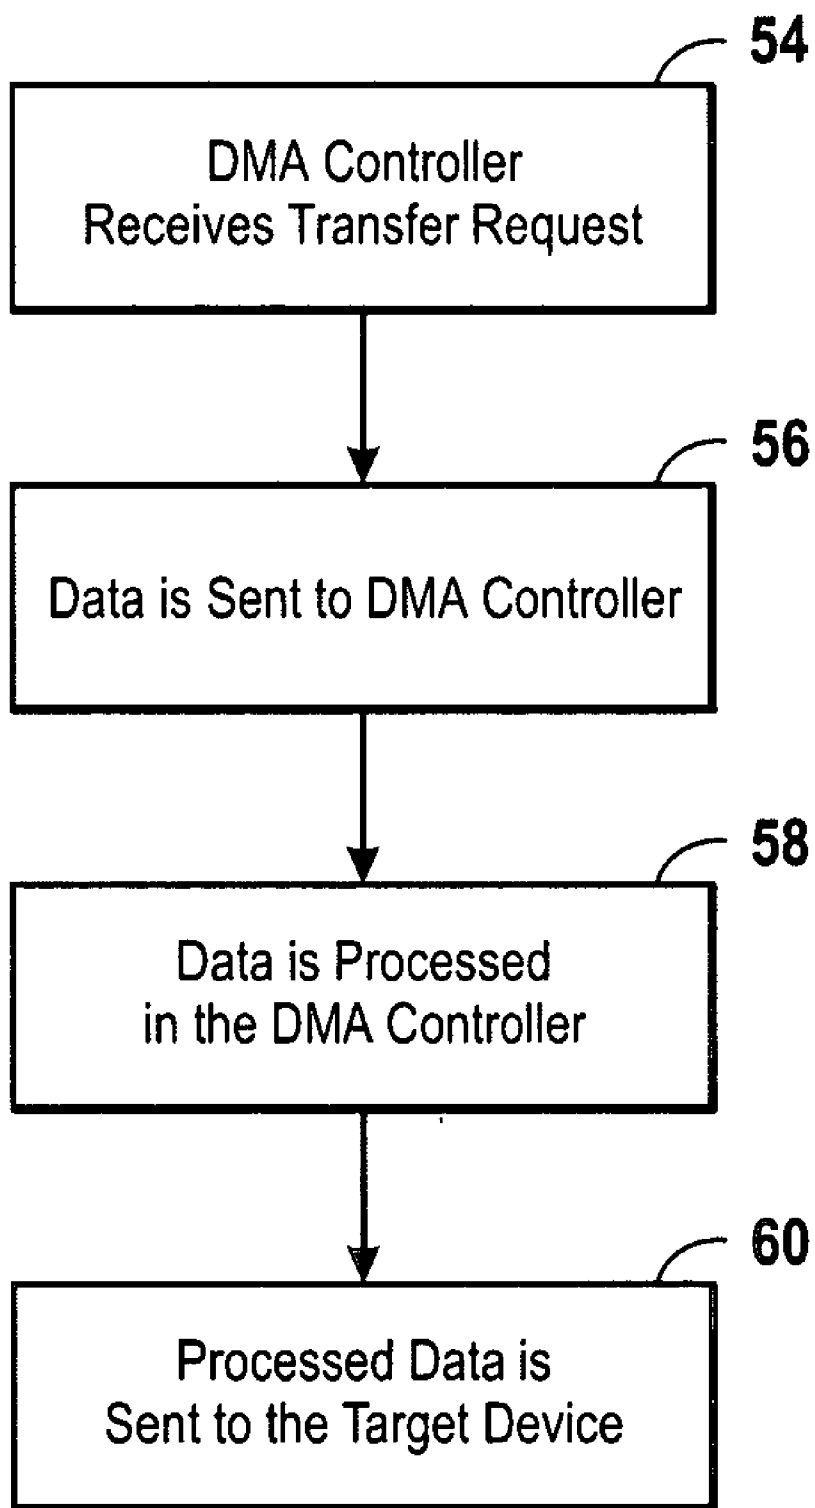 54
DMA Controller
Receives Transfer Request
56
Data is Sent to DMA Controller
58
Data is Processed
in the DMA Controller
60
Processed Data is
Sent to the Target Device